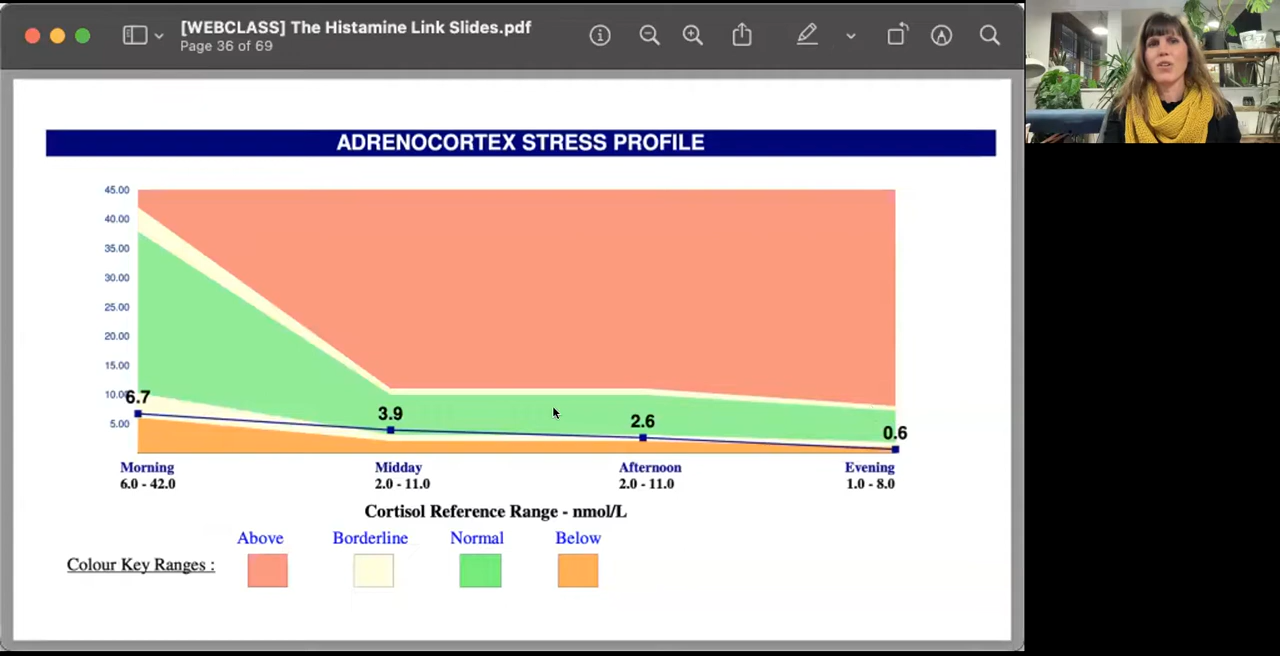 [WEBCLASS] The Histamine Link Slides.pdf
Page 36 of 69
ADRENOCORTEX STRESS PROFILE
45.00
40.00
35.00
30.00
25.00
20.00
15.00
10.00
5.00
6.7
3.9
2.6
0.6
Morning Midday Afternoon Evening
6.0 - 42.0 2.0 - 11.0 2.0 - 11.0 1.0 - 8.0
Cortisol Reference Range - nmol/L
Above Borderline Normal Below
Colour Key Ranges :